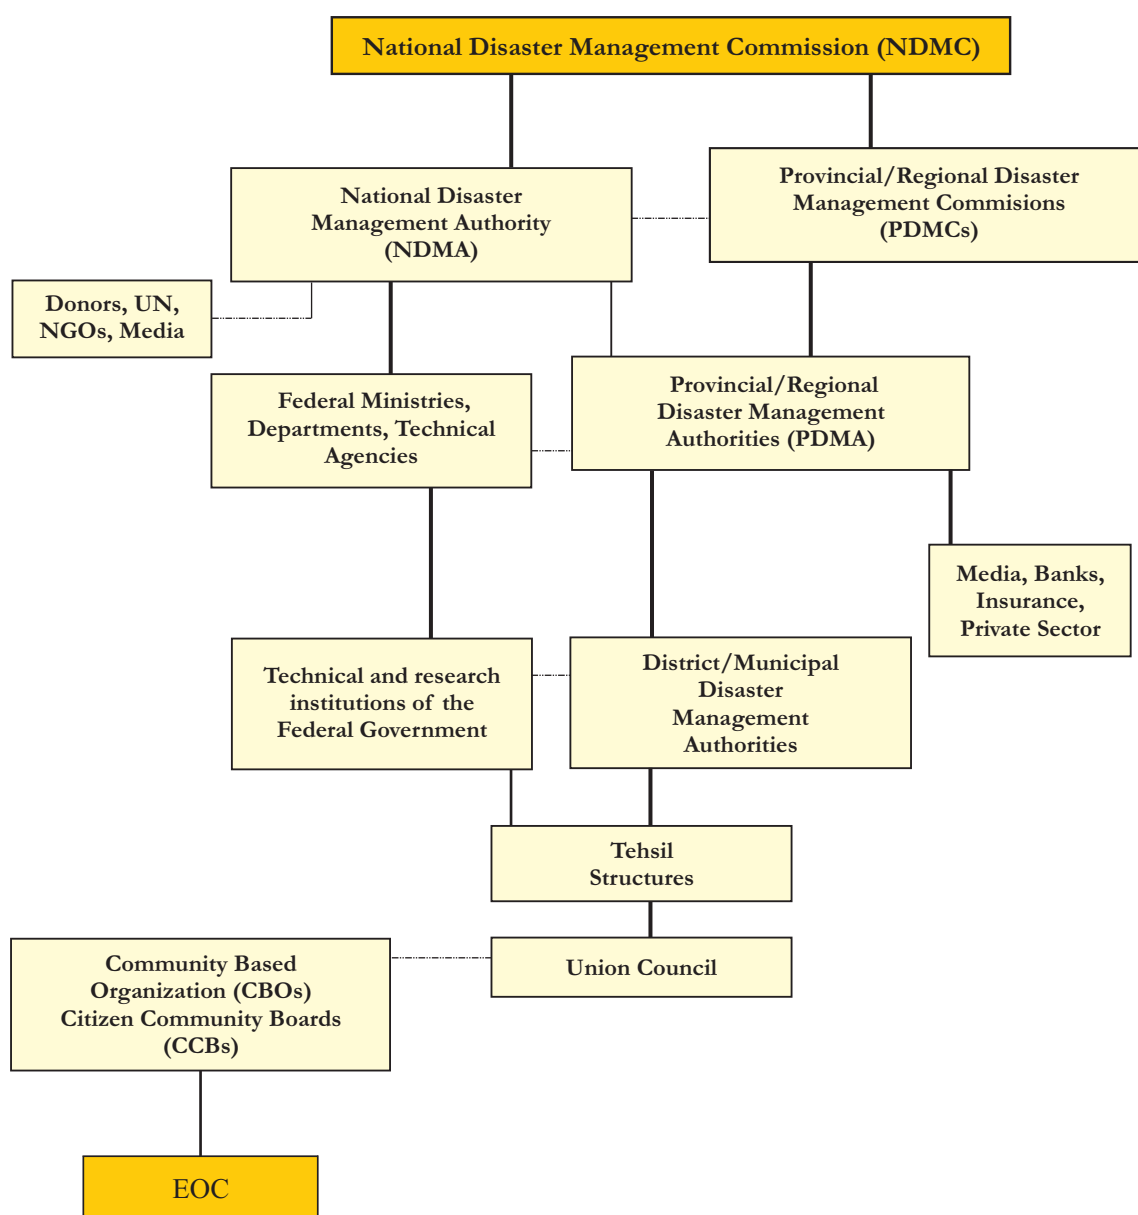 National Disaster Management Commission (NDMC)
National Disaster
Management Authority
(NDMA)
Provincial/Regional Disaster
Management Commisions
(PDMCs)
Donors, UN,
NGOs, Media
Federal Ministries,
Departments, Technical
Agencies
Provincial/Regional
Disaster Management
Authorities (PDMA)
Media, Banks,
Insurance,
Private Sector
Technical and research
institutions of the
Federal Government
District/Municipal
Disaster
Management
Authorities
Tehsil
Structures
Union Council
Community Based
Organization (CBOs)
Citizen Community Boards
(CCBs)
EOC